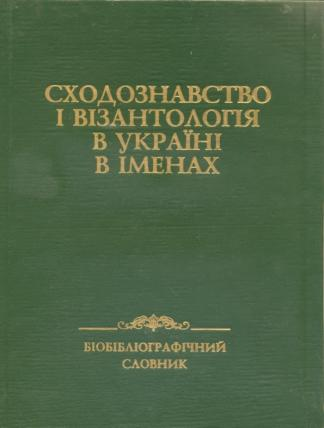 СХОДОЗНАВСТВО
І ВІЗАНТОЛОГІЯ
В УКРАЇНІ
В ІМЕНАХ
БІОБІБЛІОГРАФІЧНИЙ
СЛОВНИК